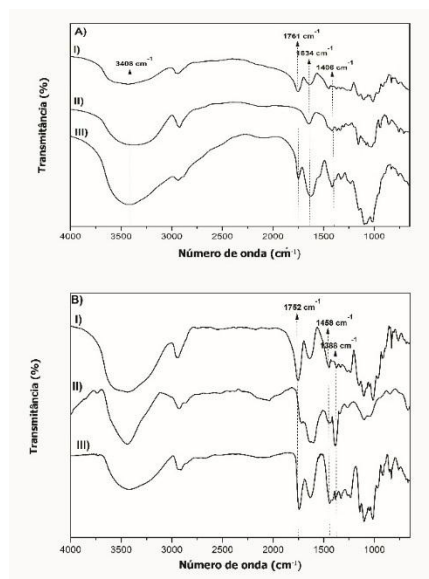 A)
1761 cm⁻¹
I)
3408 cm⁻¹
1634 cm⁻¹
1408 cm⁻¹
II)
III)
Transmitância (%)
4000 3500 3000 2500 2000 1500 1000
Número de onda (cm⁻¹)
B)
1752 cm⁻¹
I)
1458 cm⁻¹
1388 cm⁻¹
II)
III)
Transmitância (%)
4000 3500 3000 2500 2000 1500 1000
Número de onda (cm⁻¹)